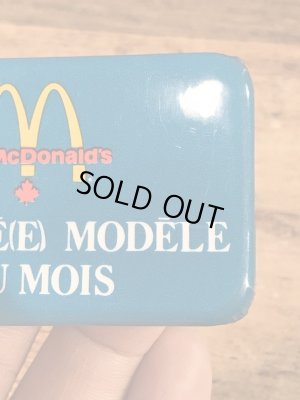 McDonald's
SOLD OUT
É(E) MODÈLE
U MOIS